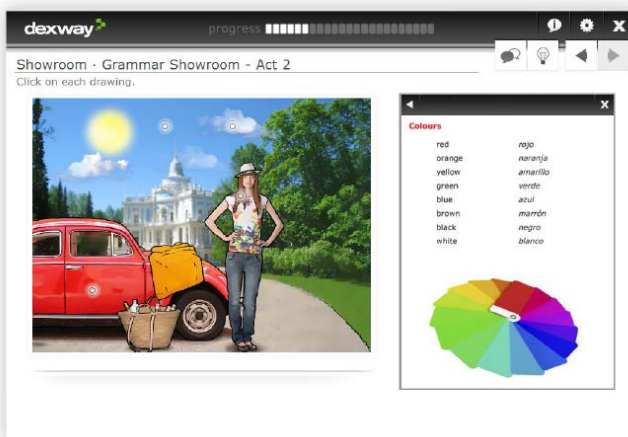 dexway
progress
Showroom · Grammar Showroom - Act 2
Click on each drawing.
Colours
red rojo
orange naranja
yellow amarillo
green verde
blue azul
brown marrón
black negro
white blanco